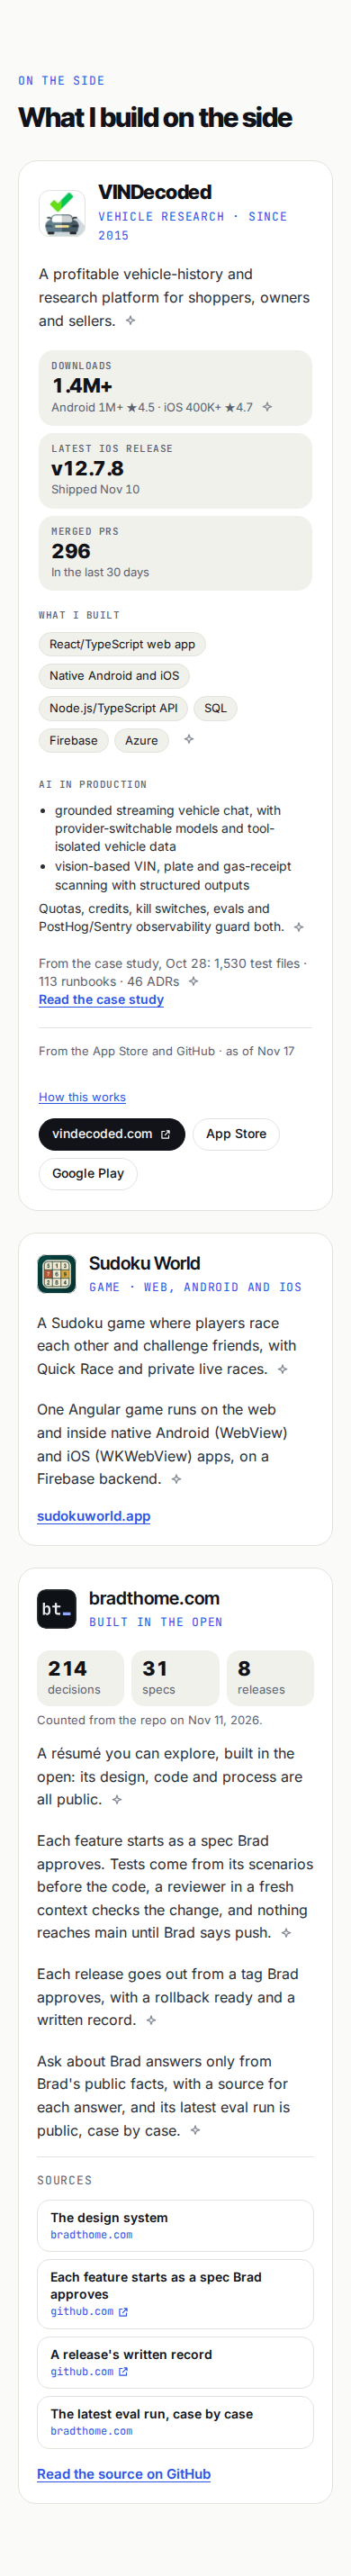 ON THE SIDE
What I build on the side
VINDecoded
VEHICLE RESEARCH · SINCE
2015
A profitable vehicle-history and
research platform for shoppers, owners
and sellers.
DOWNLOADS
1.4M+
Android 1M+ ★4.5 · iOS 400K+ ★4.7
LATEST IOS RELEASE
v12.7.8
Shipped Nov 10
MERGED PRS
296
In the last 30 days
WHAT I BUILT
React/TypeScript web app
Native Android and iOS
Node.js/TypeScript API SQL
Firebase Azure
AI IN PRODUCTION
• grounded streaming vehicle chat, with
provider-switchable models and tool-
isolated vehicle data
• vision-based VIN, plate and gas-receipt
scanning with structured outputs
Quotas, credits, kill switches, evals and
PostHog/Sentry observability guard both.
From the case study, Oct 28: 1,530 test files ·
113 runbooks · 46 ADRs
Read the case study
From the App Store and GitHub · as of Nov 17
How this works
vindecoded.com App Store
Google Play
Sudoku World
GAME · WEB, ANDROID AND IOS
A Sudoku game where players race
each other and challenge friends, with
Quick Race and private live races.
One Angular game runs on the web
and inside native Android (WebView)
and iOS (WKWebView) apps, on a
Firebase backend.
sudokuworld.app
bt_
bradthome.com
BUILT IN THE OPEN
214 31 8
decisions specs releases
Counted from the repo on Nov 11, 2026.
A résumé you can explore, built in the
open: its design, code and process are
all public.
Each feature starts as a spec Brad
approves. Tests come from its scenarios
before the code, a reviewer in a fresh
context checks the change, and nothing
reaches main until Brad says push.
Each release goes out from a tag Brad
approves, with a rollback ready and a
written record.
Ask about Brad answers only from
Brad's public facts, with a source for
each answer, and its latest eval run is
public, case by case.
SOURCES
The design system
bradthome.com
Each feature starts as a spec Brad
approves
github.com
A release's written record
github.com
The latest eval run, case by case
bradthome.com
Read the source on GitHub